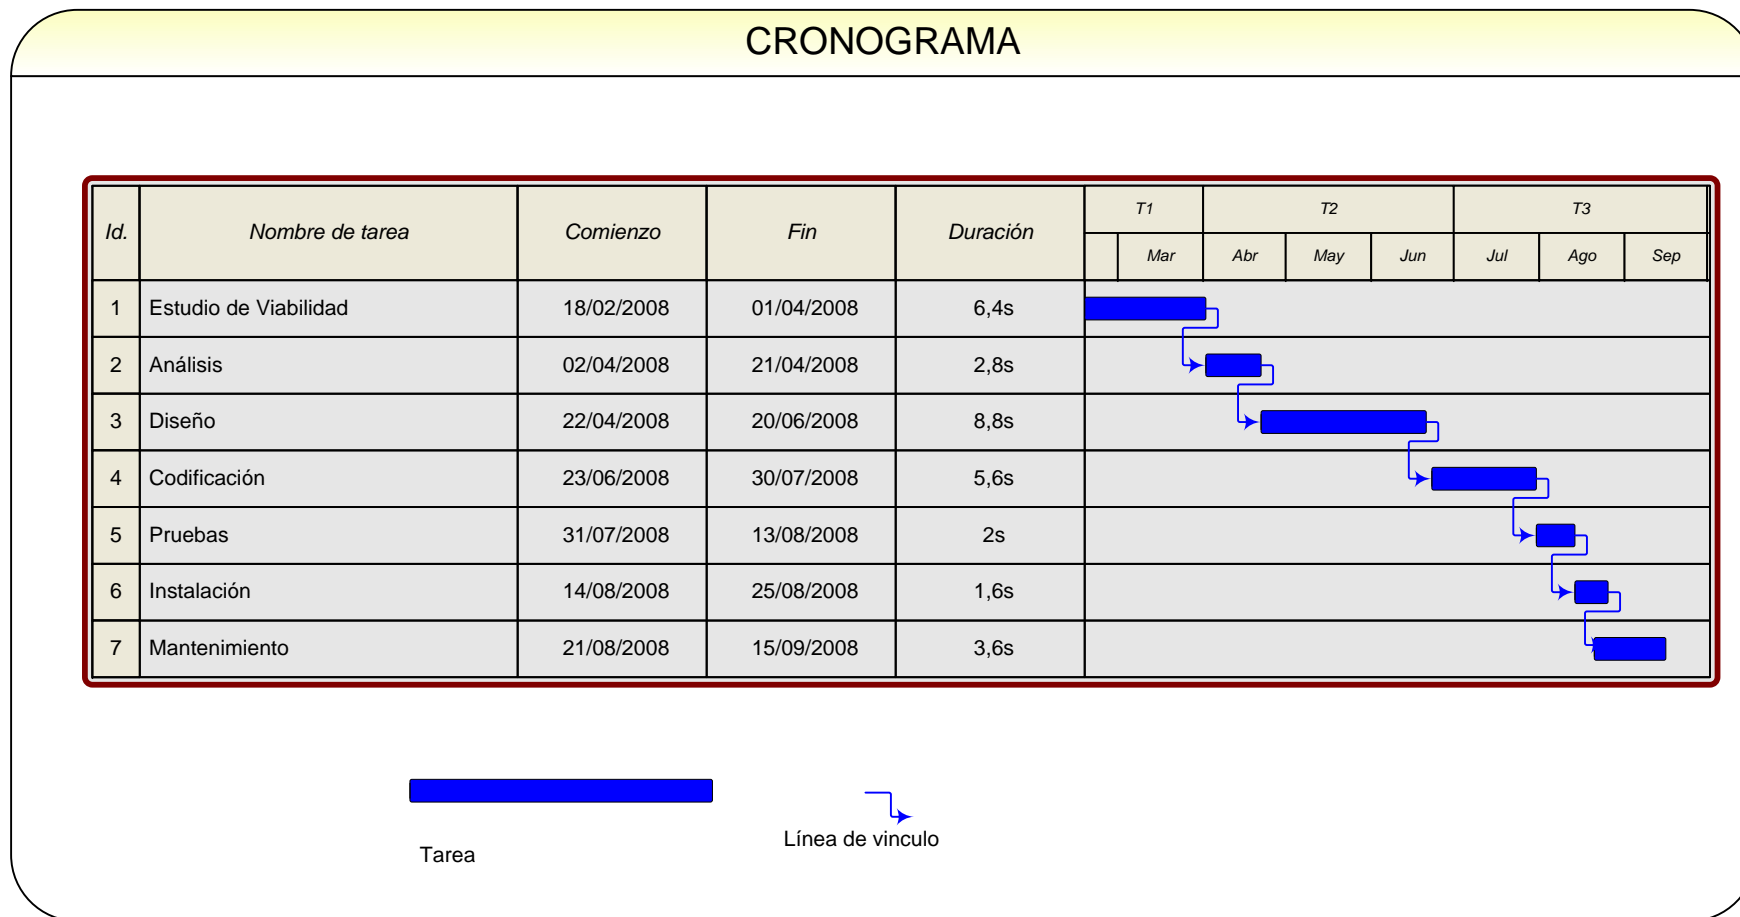 CRONOGRAMA
Id. Nombre de tarea Comienzo Fin Duración T1 T2 T3
Mar Abr May Jun Jul Ago Sep
1 Estudio de Viabilidad 18/02/2008 01/04/2008 6,4s
2 Análisis 02/04/2008 21/04/2008 2,8s
3 Diseño 22/04/2008 20/06/2008 8,8s
4 Codificación 23/06/2008 30/07/2008 5,6s
5 Pruebas 31/07/2008 13/08/2008 2s
6 Instalación 14/08/2008 25/08/2008 1,6s
7 Mantenimiento 21/08/2008 15/09/2008 3,6s
Línea de vinculo
Tarea